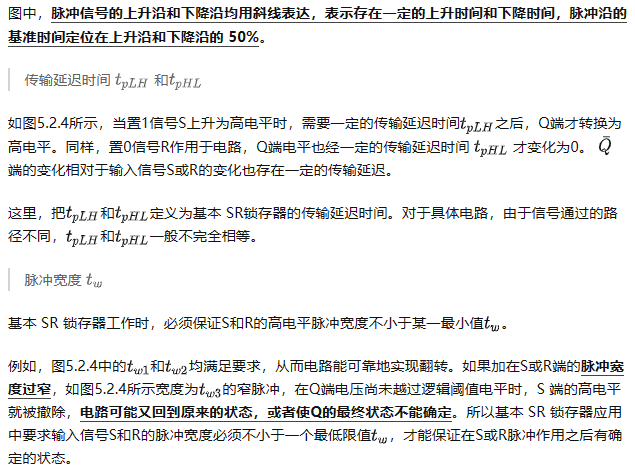 图中，脉冲信号的上升沿和下降沿均用斜线表达，表示存在一定的上升时间和下降时间，脉冲沿的
基准时间定位在上升沿和下降沿的 50%。
传输延迟时间 t_{pLH} 和t_{pHL}
如图5.2.4所示，当置1信号S上升为高电平时，需要一定的传输延迟时间t_{pLH}之后，Q端才转换为
高电平。同样，置0信号R作用于电路，Q端电平也经一定的传输延迟时间 t_{pHL} 才变为0。 Q̄
端的变化相对于输入信号S或R的变化也存在一定的传输延迟。
这里，把t_{pLH}和t_{pHL}定义为基本 SR锁存器的传输延迟时间。对于具体电路，由于信号通过的路
径不同，t_{pLH}和t_{pHL}一般不完全相等。
脉冲宽度 t_w
基本 SR 锁存器工作时，必须保证S和R的高电平脉冲宽度不小于某一最小值t_w。
例如，图5.2.4中的t_{w1}和t_{w2}均满足要求，从而电路能可靠地实现翻转。如果加在S或R端的脉冲宽
度过窄，如图5.2.4所示宽度为t_{w3}的窄脉冲，在Q端电压尚未越过逻辑阈值电平时，S 端的高电平
就被撤除，电路可能又回到原来的状态，或者使Q的最终状态不能确定。所以基本 SR 锁存器应用
中要求输入信号S和R的脉冲宽度必须不小于一个最低限值t_w，才能保证在S或R脉冲作用之后有确
定的状态。